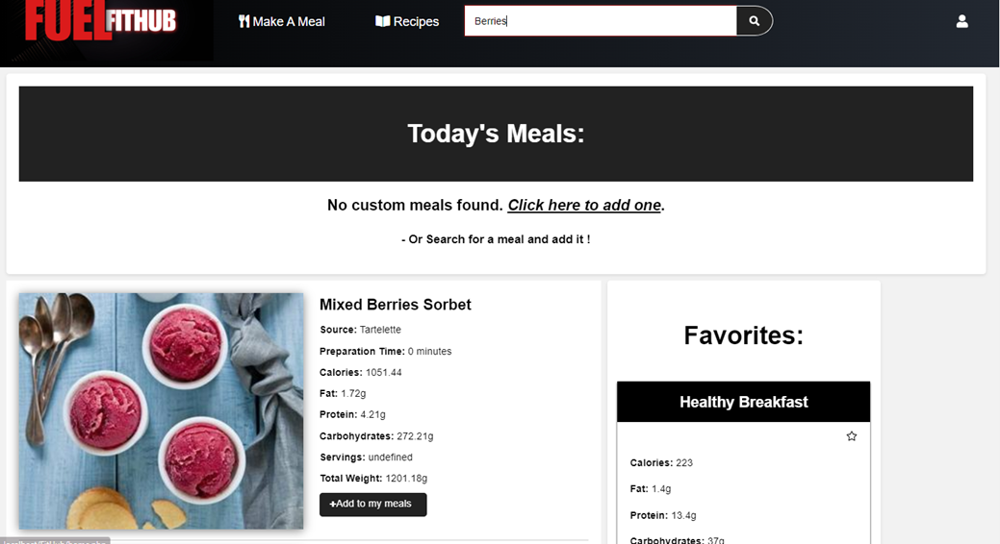 FUELFITHUB
Make A Meal
Recipes
Berries
Today's Meals:
No custom meals found. Click here to add one.
- Or Search for a meal and add it !
Mixed Berries Sorbet
Source: Tartelette
Preparation Time: 0 minutes
Calories: 1051.44
Fat: 1.72g
Protein: 4.21g
Carbohydrates: 272.21g
Servings: undefined
Total Weight: 1201.18g
+Add to my meals
Favorites:
Healthy Breakfast
Calories: 223
Fat: 1.4g
Protein: 13.4g
Carbohydrates: 37g